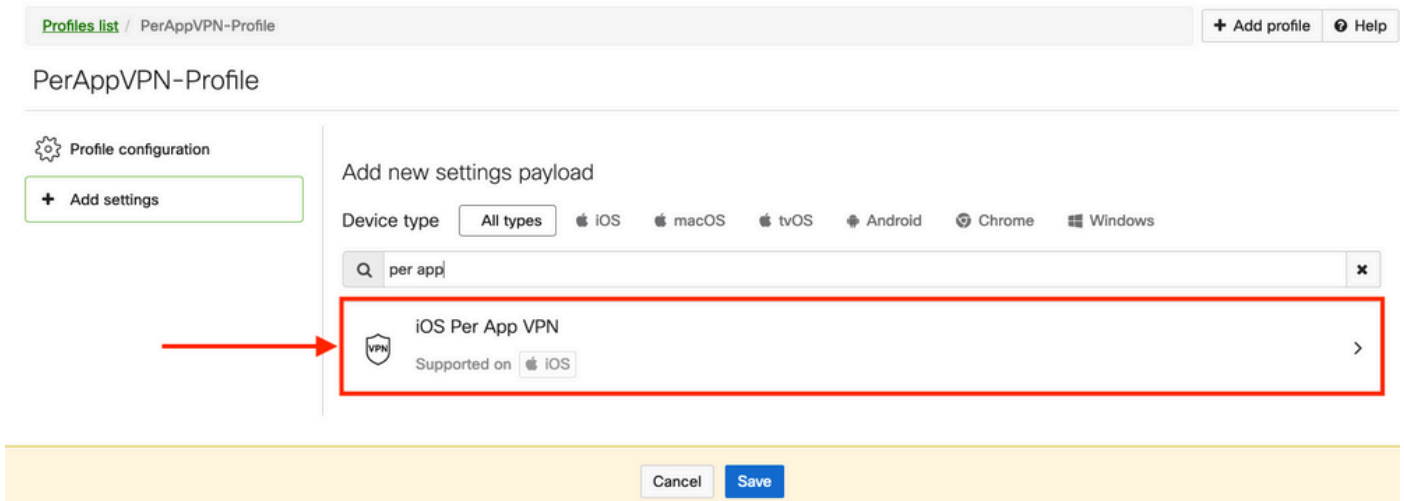 Profiles list / PerAppVPN-Profile
+ Add profile
Help
PerAppVPN-Profile
Profile configuration
+ Add settings
Add new settings payload
Device type All types iOS macOS tvOS Android Chrome Windows
per app
iOS Per App VPN
VPN
Supported on iOS
Cancel Save